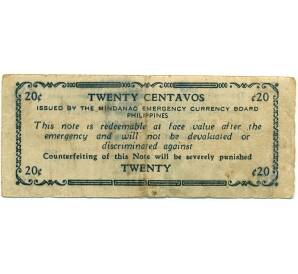 20¢ TWENTY CENTAVOS ¢20
ISSUED BY THE MINDANAO EMERGENCY CURRENCY BOARD
PHILIPPINES
This note is redeemable at face value after the
emergency and will not be devaluated or
discriminated against
Counterfeiting of this Note will be severely punished
20¢ TWENTY ¢20